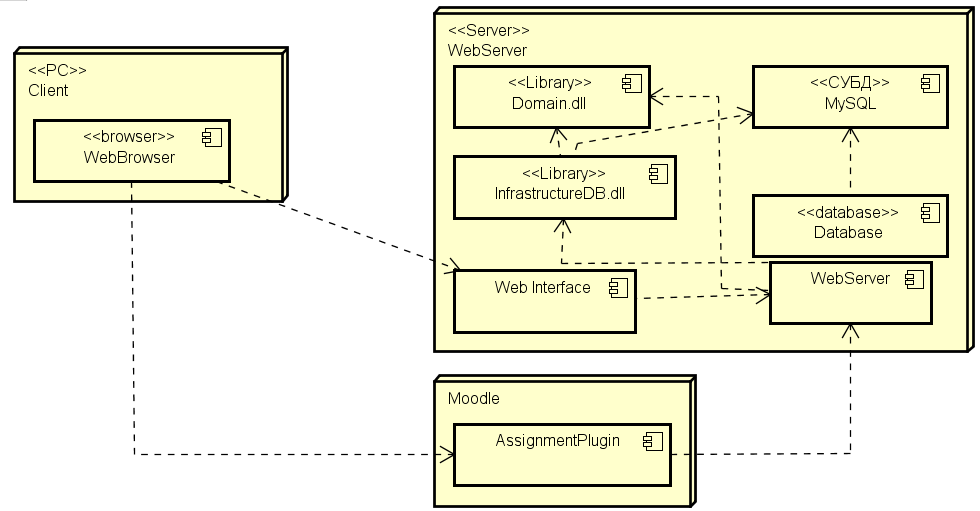 <<PC>>
Client
<<browser>>
WebBrowser
<<Server>>
WebServer
<<Library>>
Domain.dll
<<СУБД>>
MySQL
<<Library>>
InfrastructureDB.dll
<<database>>
Database
Web Interface
WebServer
Moodle
AssignmentPlugin